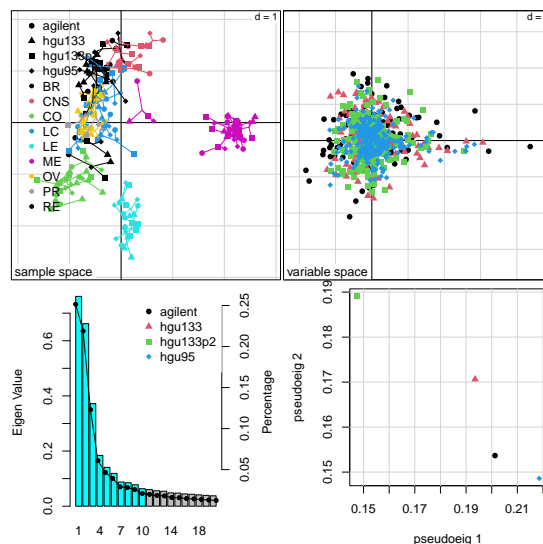 d = 1
agilent
hgu133
hgu133p2
hgu95
BR
CNS
CO
LC
LE
ME
OV
PR
RE
sample space
d = 1
variable space
Eigen Value
0.0
0.2
0.4
0.6
1
4
7
10
14
18
0.05
0.10
0.15
0.20
0.25
Percentage
agilent
hgu133
hgu133p2
hgu95
pseudoeig 2
0.15
0.16
0.17
0.18
0.19
0.15
0.17
0.19
0.21
pseudoeig 1